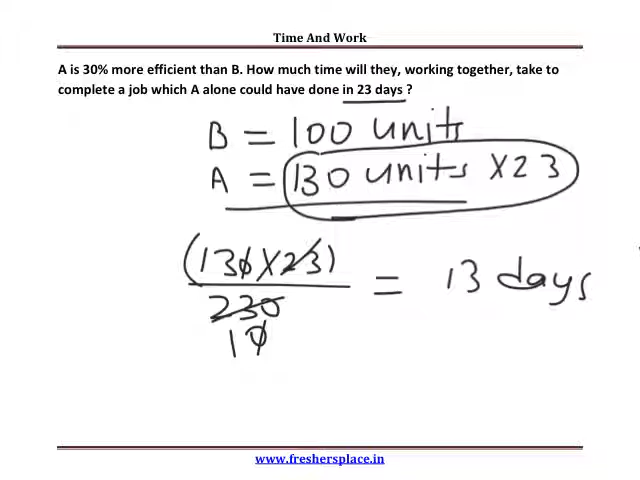 Time And Work
A is 30% more efficient than B. How much time will they, working together, take to
complete a job which A alone could have done in 23 days ?
B = 100 units
A = 130 units X 23
(130 X 23)
230
10
= 13 days
www.freshersplace.in